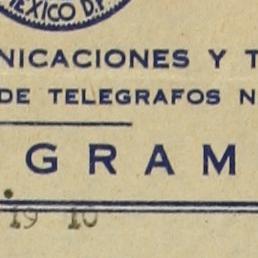 MEXICO D.F.
NICACIONES Y T
DE TELEGRAFOS N
GRAM
19 10